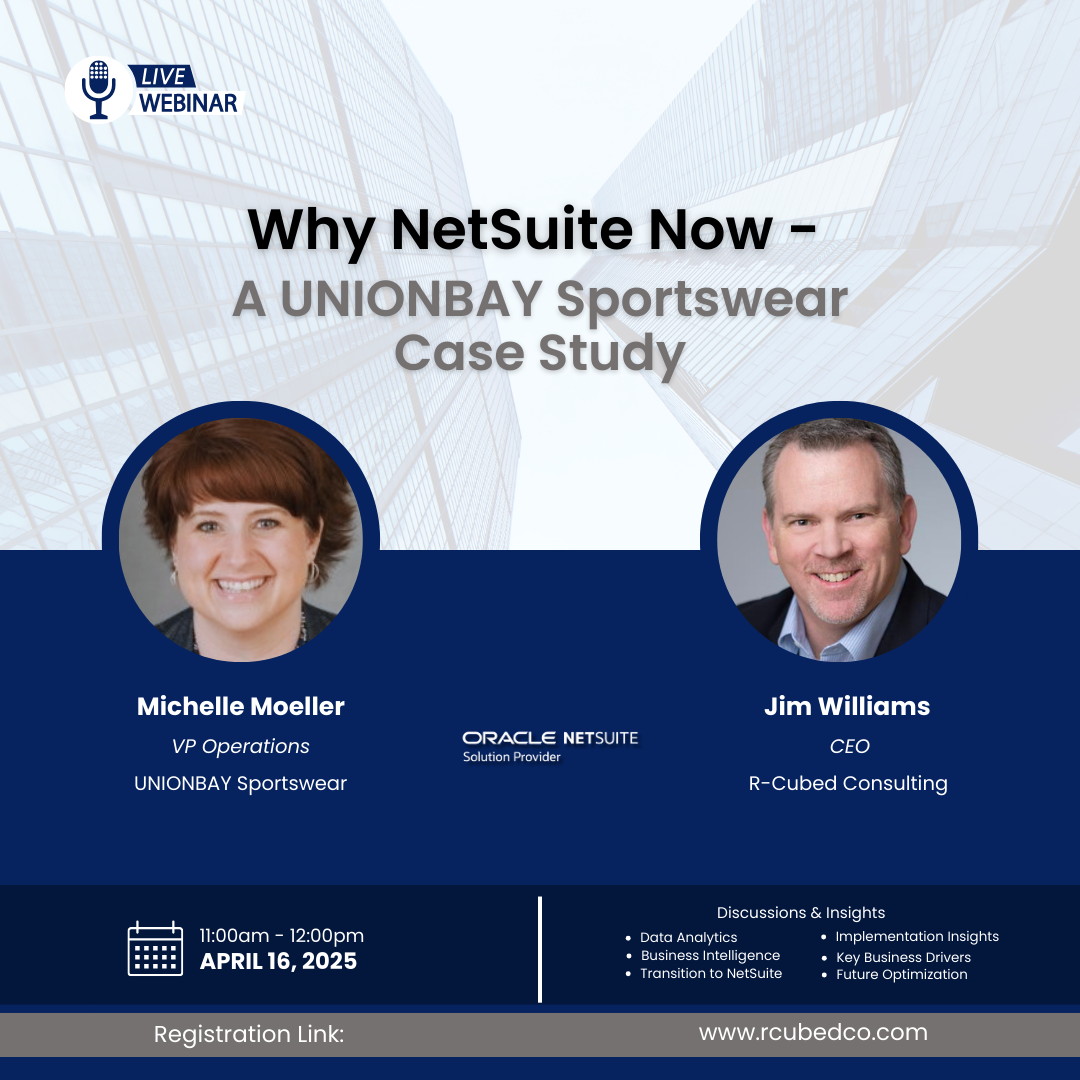 LIVE
WEBINAR
Why NetSuite Now -
A UNIONBAY Sportswear
Case Study
Michelle Moeller
VP Operations
UNIONBAY Sportswear
ORACLE NETSUITE
Solution Provider
Jim Williams
CEO
R-Cubed Consulting
11:00am - 12:00pm
APRIL 16, 2025
Discussions & Insights
• Data Analytics
• Business Intelligence
• Transition to NetSuite
• Implementation Insights
• Key Business Drivers
• Future Optimization
Registration Link:
www.rcubedco.com